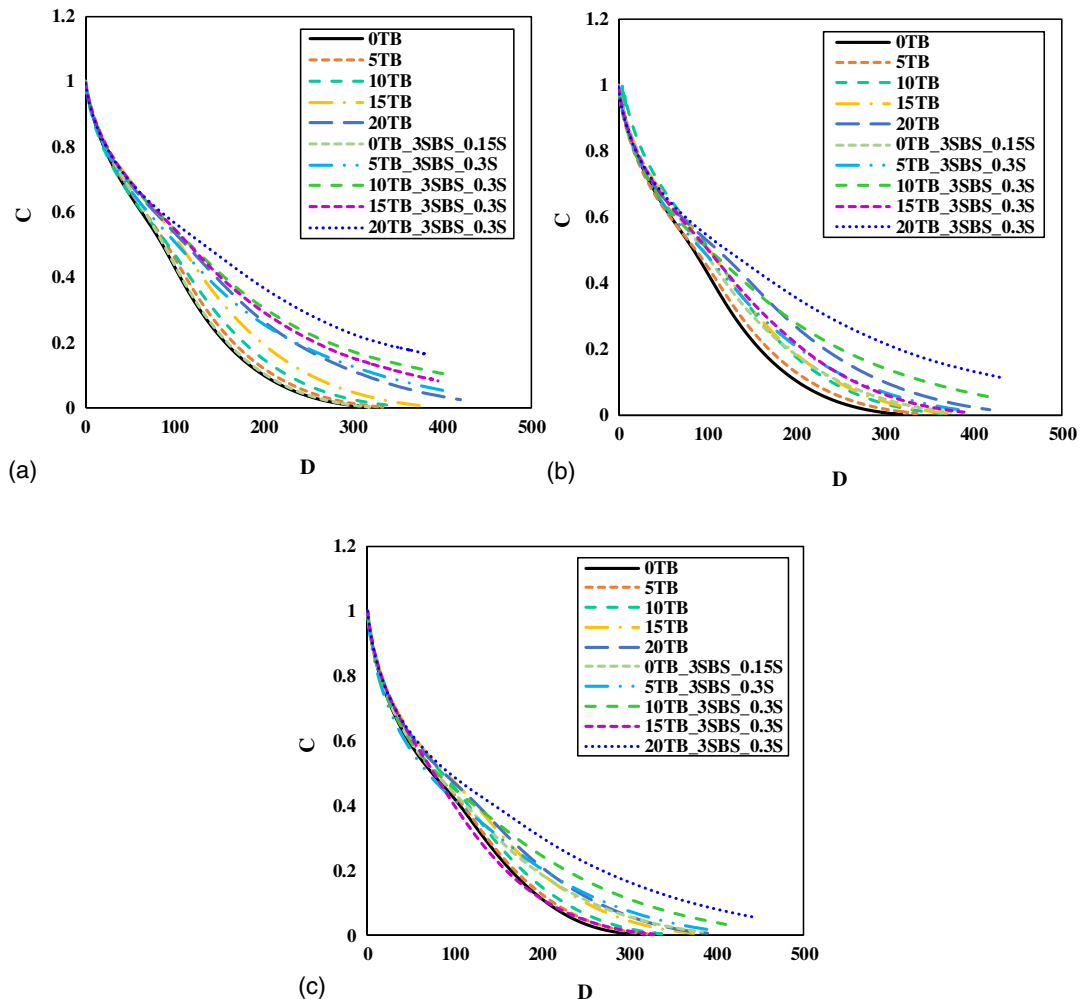 1.2
1
0.8
0.6
0.4
0.2
0
C
0 100 200 300 400 500
D
0TB
5TB
10TB
15TB
20TB
0TB_3SBS_0.15S
5TB_3SBS_0.3S
10TB_3SBS_0.3S
15TB_3SBS_0.3S
20TB_3SBS_0.3S
(a)
1.2
1
0.8
0.6
0.4
0.2
0
C
0 100 200 300 400 500
D
0TB
5TB
10TB
15TB
20TB
0TB_3SBS_0.15S
5TB_3SBS_0.3S
10TB_3SBS_0.3S
15TB_3SBS_0.3S
20TB_3SBS_0.3S
(b)
1.2
1
0.8
0.6
0.4
0.2
0
C
0 100 200 300 400 500
D
0TB
5TB
10TB
15TB
20TB
0TB_3SBS_0.15S
5TB_3SBS_0.3S
10TB_3SBS_0.3S
15TB_3SBS_0.3S
20TB_3SBS_0.3S
(c)